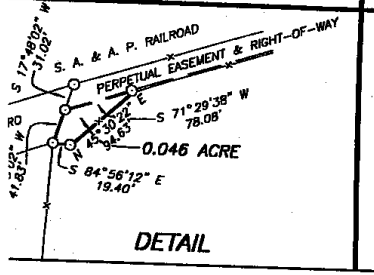 S 17°48'02" W
31.02'
S. A. & A. P. RAILROAD
PERPETUAL EASEMENT & RIGHT-OF-WAY
S 71°29'38" W
78.08'
N 45°30'22" E
94.63'
0.046 ACRE
02" W
41.83'
S 84°56'12" E
19.40'
DETAIL